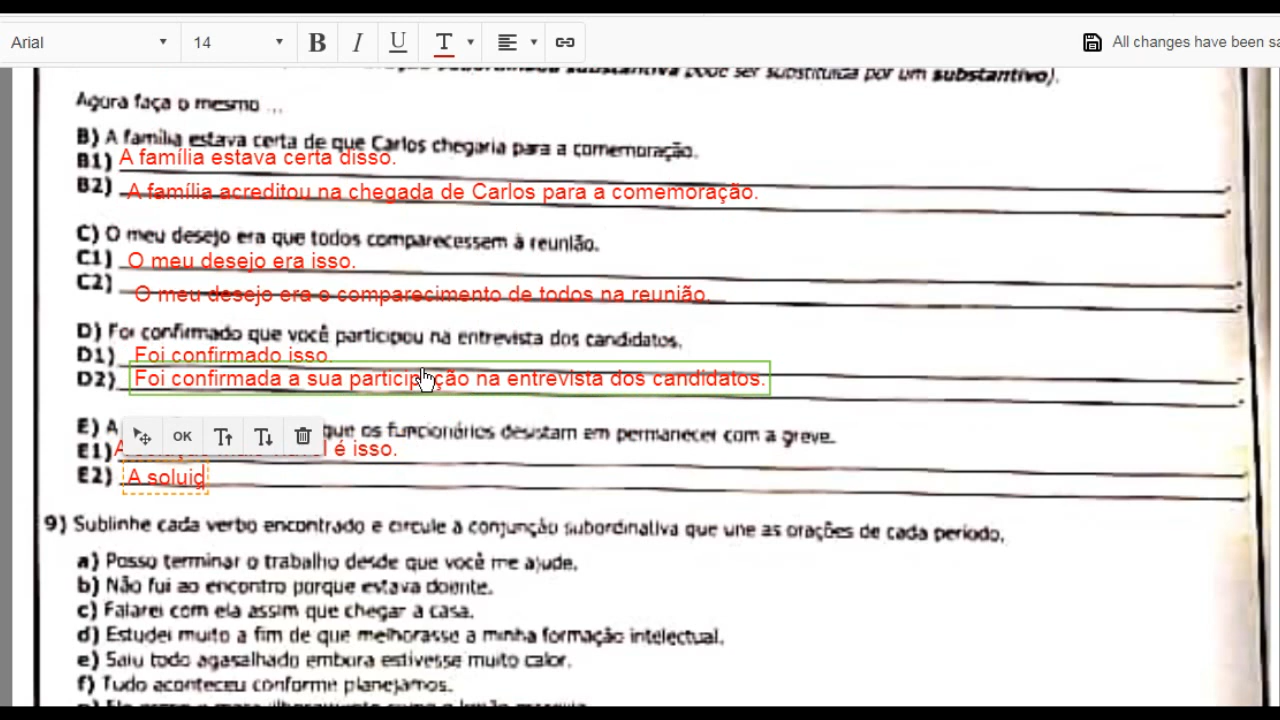 Arial 14 B I U T All changes have been sa
subordinada substantiva pode ser substituída por um substantivo).
Agora faça o mesmo ...
B) A família estava certa de que Carlos chegaria para a comemoração.
B1) A família estava certa disso.
B2) A família acreditou na chegada de Carlos para a comemoração.
C) O meu desejo era que todos comparecessem à reunião.
C1) O meu desejo era isso.
C2) O meu desejo era o comparecimento de todos na reunião.
D) Foi confirmado que você participou na entrevista dos candidatos.
D1) Foi confirmado isso.
D2) Foi confirmada a sua participação na entrevista dos candidatos.
E) A que os funcionários desistam em permanecer com a greve.
OK
E1) é isso.
E2) A soluiç
9) Sublinhe cada verbo encontrado e circule a conjunção subordinativa que une as orações de cada período.
a) Posso terminar o trabalho desde que você me ajude.
b) Não fui ao encontro porque estava doente.
c) Falarei com ela assim que chegar a casa.
d) Estudei muito a fim de que melhorasse a minha formação intelectual.
e) Saiu todo agasalhado embora estivesse muito calor.
f) Tudo aconteceu conforme planejamos.